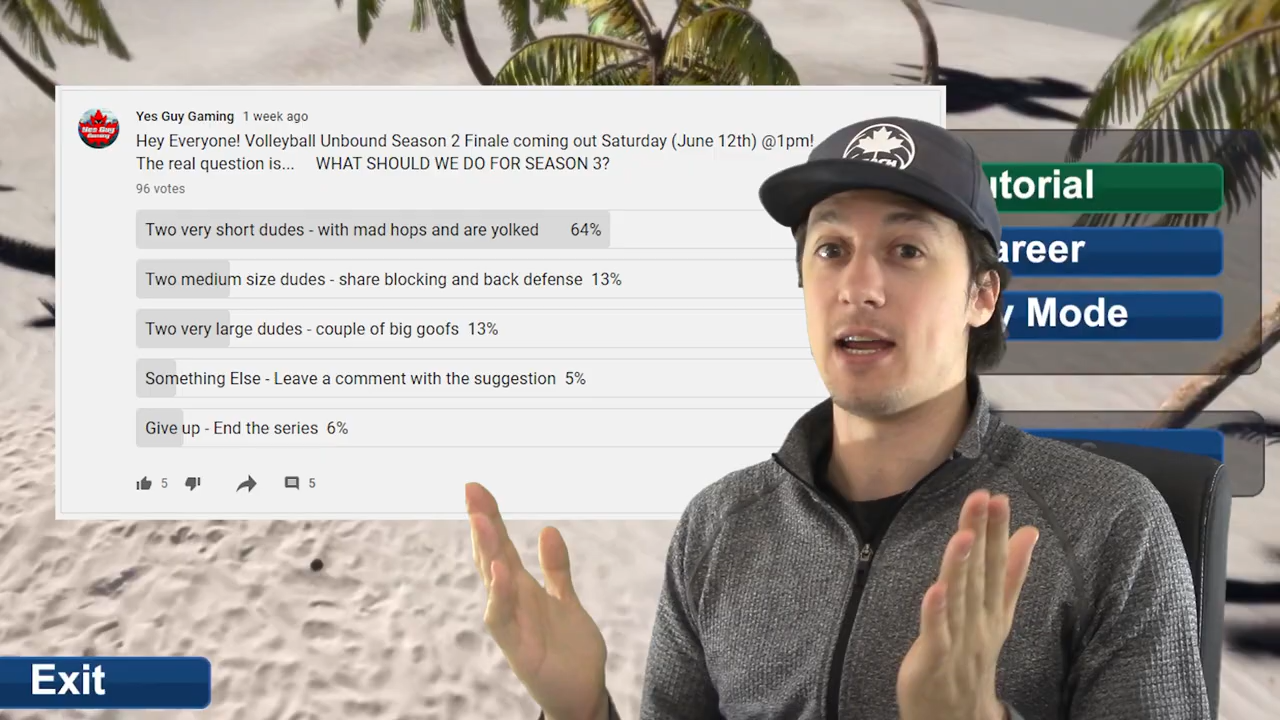 Yes Guy Gaming 1 week ago
Hey Everyone! Volleyball Unbound Season 2 Finale coming out Saturday (June 12th) @1pm!
WHAT SHOULD WE DO FOR SEASON 3?
96 votes
Two very short dudes - with mad hops and are yolked 64%
Two medium size dudes - share blocking and back defense 13%
Two very large dudes - couple of big goofs 13%
Something Else - Leave a comment with the suggestion 5%
Give up - End the series 6%
5 5
utorial
areer
y Mode
Exit